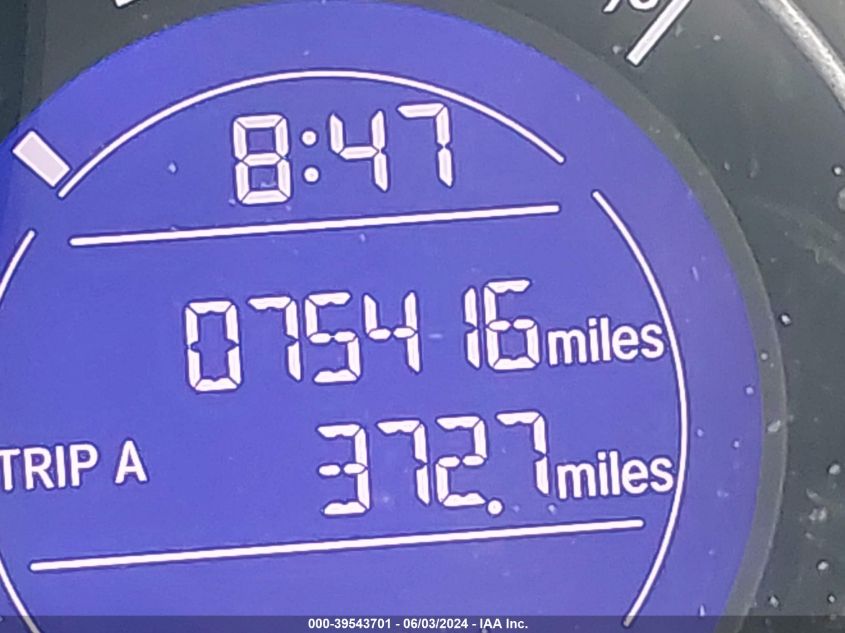 8:47
075416 miles
TRIP A 372.7 miles
000-39543701 - 06/03/2024 - IAA Inc.